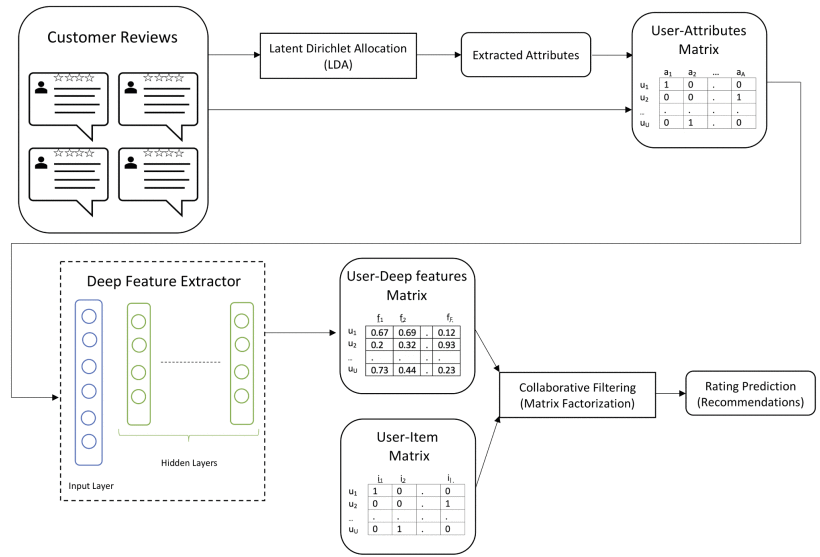 Customer Reviews
Latent Dirichlet Allocation
(LDA)
Extracted Attributes
User-Attributes
Matrix
a1 a2 ... aA
u1 1 0 . 0
u2 0 0 . 1
.. . . . .
uU 0 1 . 0
Deep Feature Extractor
Hidden Layers
Input Layer
User-Deep features
Matrix
f1 f2 fF
u1 0.67 0.69 . 0.12
u2 0.2 0.32 . 0.93
.. . . . .
uU 0.73 0.44 . 0.23
User-Item
Matrix
i1 i2 iI
u1 1 0 . 0
u2 0 0 . 1
.. . . . .
uU 0 1 . 0
Collaborative Filtering
(Matrix Factorization)
Rating Prediction
(Recommendations)